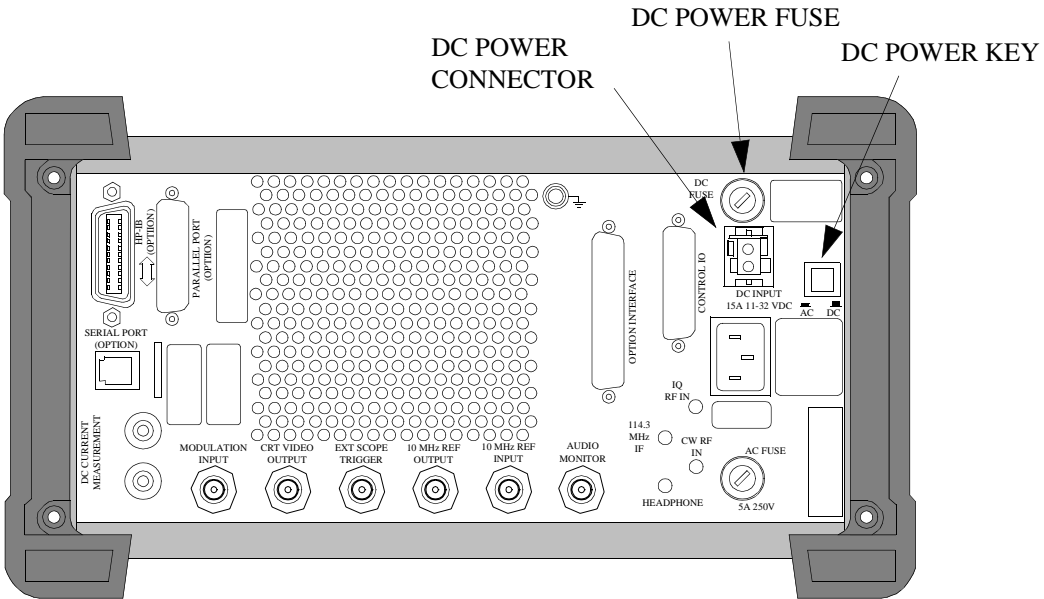 DC POWER FUSE
DC POWER
CONNECTOR
DC POWER KEY
DC
FUSE
HP-IB
(OPTIION)
PARALLEL PORT
(OPTIION)
OPTION INTERFACE
CONTROL IO
DC INPUT
15A 11-32 VDC
AC
DC
SERIAL PORT
(OPTION)
IQ
RF IN
114.3
MHz
IF
CW RF
IN
DC CURRENT
MEASUREMENT
MODULATION
INPUT
CRT VIDEO
OUTPUT
EXT SCOPE
TRIGGER
10 MHz REF
OUTPUT
10 MHz REF
INPUT
AUDIO
MONITOR
AC FUSE
HEADPHONE
5A 250V